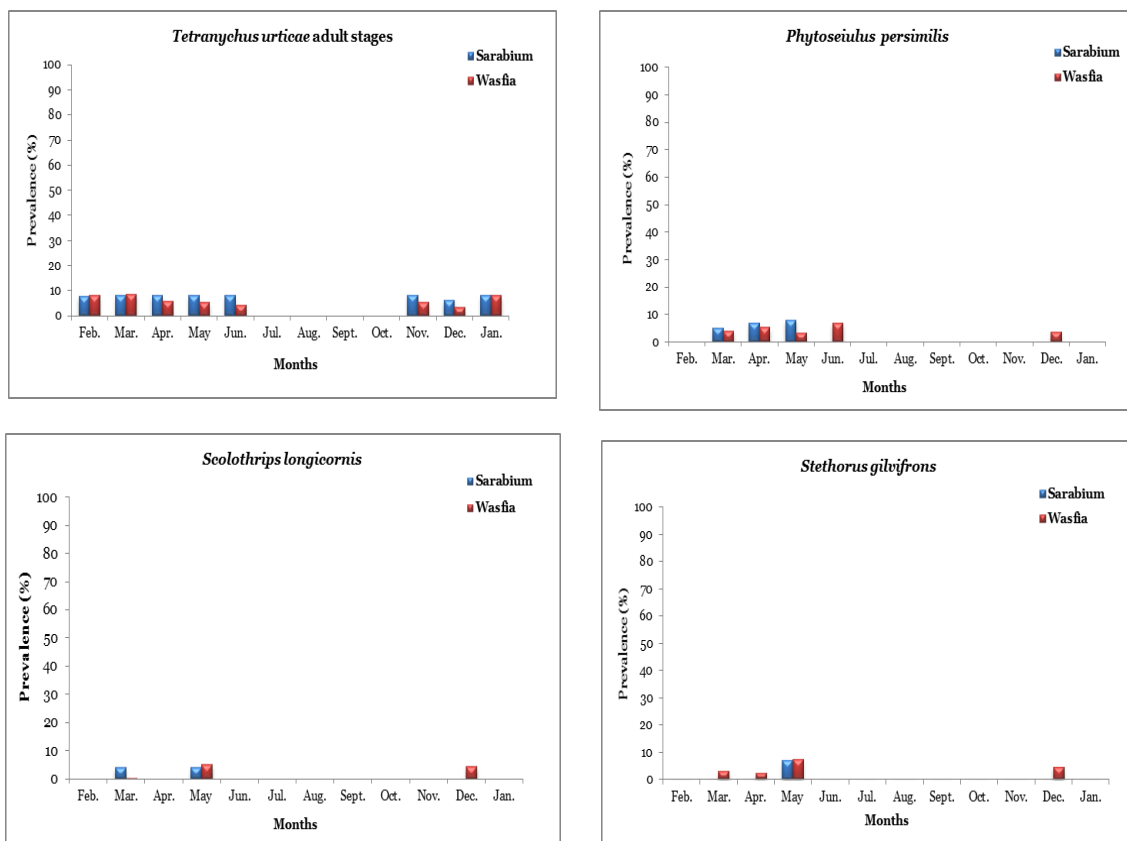 Tetranychus urticae adult stages
Sarabium
Wasfia
Prevalence (%)
100
90
80
70
60
50
40
30
20
10
0
Feb. Mar. Apr. May Jun. Jul. Aug. Sept. Oct. Nov. Dec. Jan.
Months
Phytoseiulus persimilis
Sarabium
Wasfia
Prevalence (%)
100
90
80
70
60
50
40
30
20
10
0
Feb. Mar. Apr. May Jun. Jul. Aug. Sept. Oct. Nov. Dec. Jan.
Months
Scolothrips longicornis
Sarabium
Wasfia
Prevalence (%)
100
90
80
70
60
50
40
30
20
10
0
Feb. Mar. Apr. May Jun. Jul. Aug. Sept. Oct. Nov. Dec. Jan.
Months
Stethorus gilvifrons
Sarabium
Wasfia
Prevalence (%)
100
90
80
70
60
50
40
30
20
10
0
Feb. Mar. Apr. May Jun. Jul. Aug. Sept. Oct. Nov. Dec. Jan.
Months